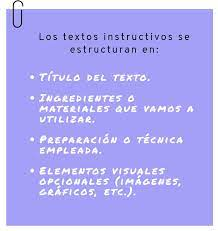 Los textos instructivos se
estructuran en:
• Título del texto.
• Ingredientes o
materiales que vamos a
utilizar.
• Preparación o técnica
empleada.
• Elementos visuales
opcionales (imágenes,
gráficos, etc.).